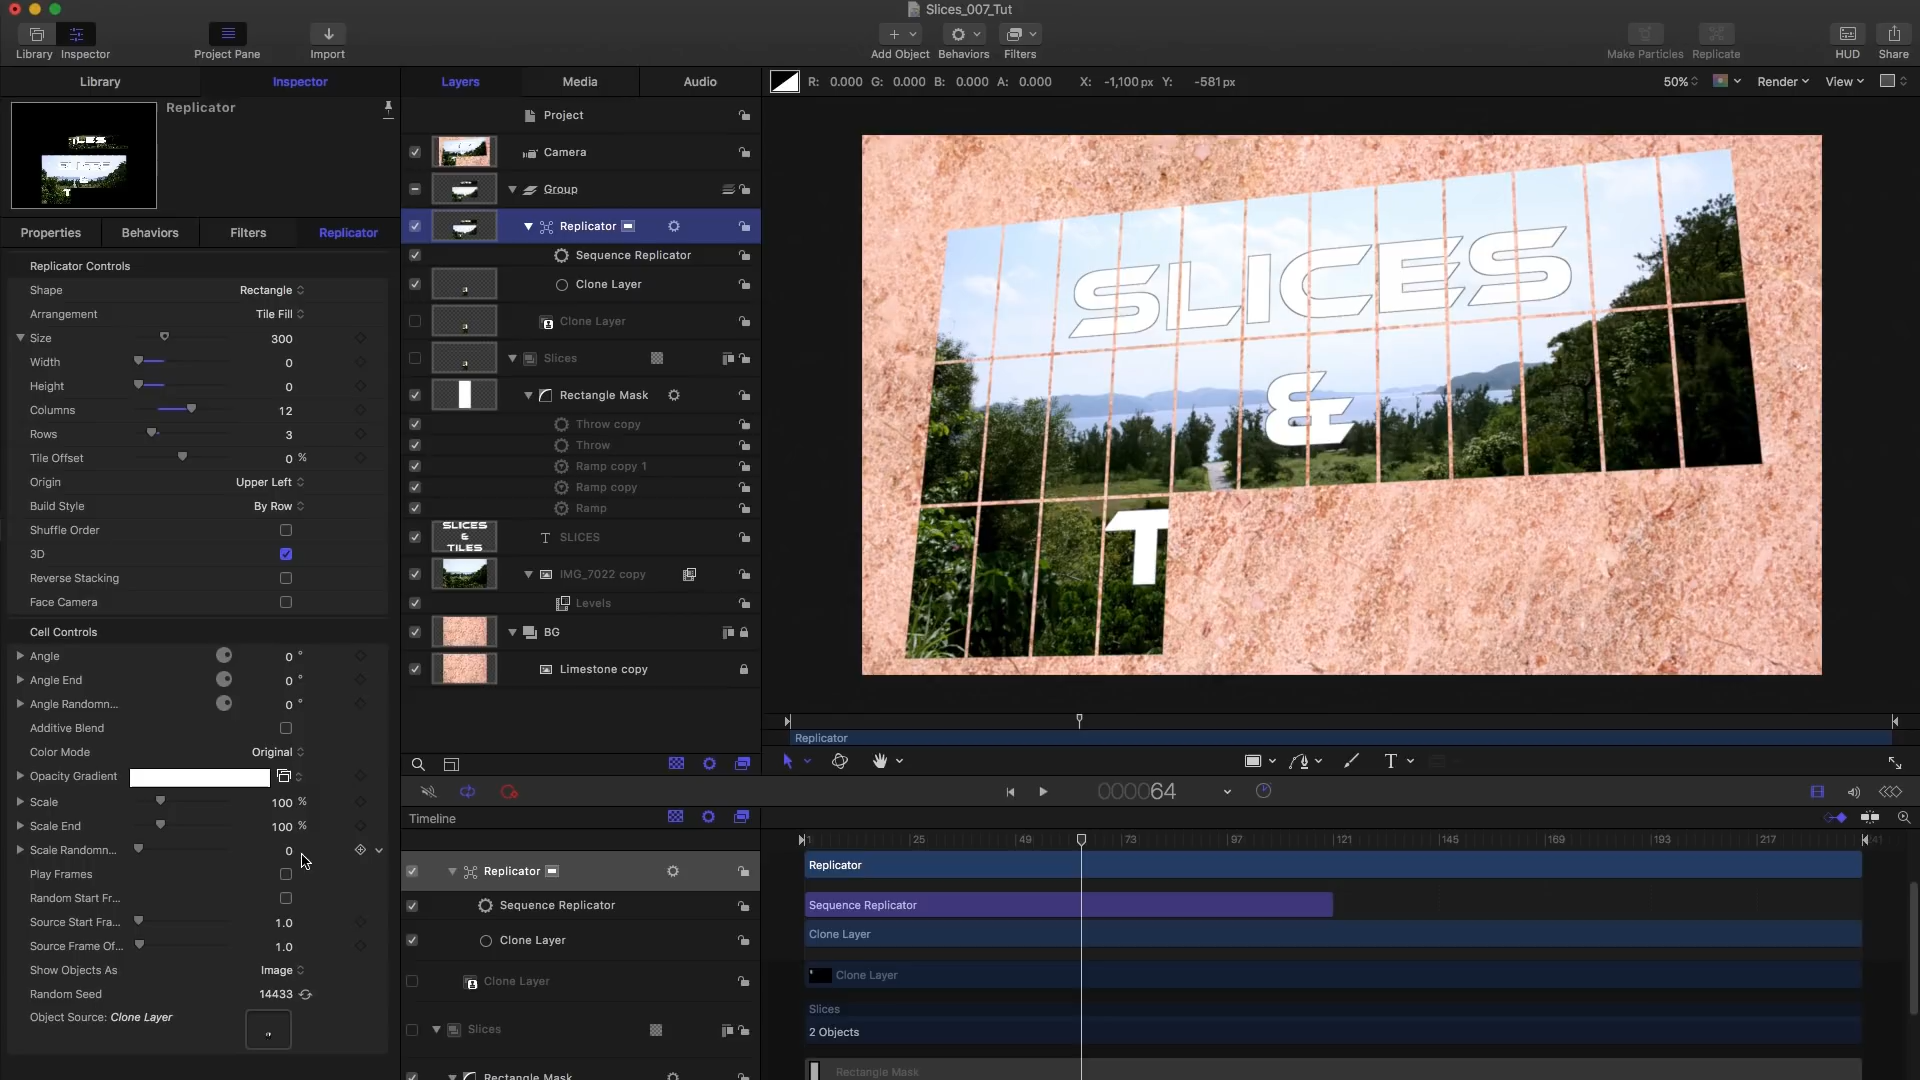 Slices_007_Tut
Library
Inspector
Project Pane
Import
Add Object
Behaviors
Filters
Make Particles
Replicate
HUD
Share
Library
Inspector
Layers
Media
Audio
R: 0.000 G: 0.000 B: 0.000 A: 0.000 X: -1,100 px Y: -581 px
50%
Render
View
Replicator
Properties
Behaviors
Filters
Replicator
Replicator Controls
Shape Rectangle
Arrangement Tile Fill
Size 300
Width 0
Height 0
Columns 12
Rows 3
Tile Offset 0 %
Origin Upper Left
Build Style By Row
Shuffle Order
3D
Reverse Stacking
Face Camera
Cell Controls
Angle 0 °
Angle End 0 °
Angle Randomn... 0 °
Additive Blend
Color Mode Original
Opacity Gradient
Scale 100 %
Scale End 100 %
Scale Randomn... 0
Play Frames
Random Start Fr...
Source Start Fra... 1.0
Source Frame Of... 1.0
Show Objects As Image
Random Seed 14433
Object Source: Clone Layer
Project
Camera
Group
Replicator
Sequence Replicator
Clone Layer
Clone Layer
Slices
Rectangle Mask
Throw copy
Throw
Ramp copy 1
Ramp copy
Ramp
SLICES
&
TILES
SLICES
IMG_7022 copy
Levels
BG
Limestone copy
SLICES
&
T
Replicator
000064
Timeline
1 25 49 73 97 121 145 169 193 217
Replicator
Sequence Replicator
Clone Layer
Clone Layer
Slices
Rectangle Mask
Replicator
Sequence Replicator
Clone Layer
Clone Layer
Slices
2 Objects
Rectangle Mask